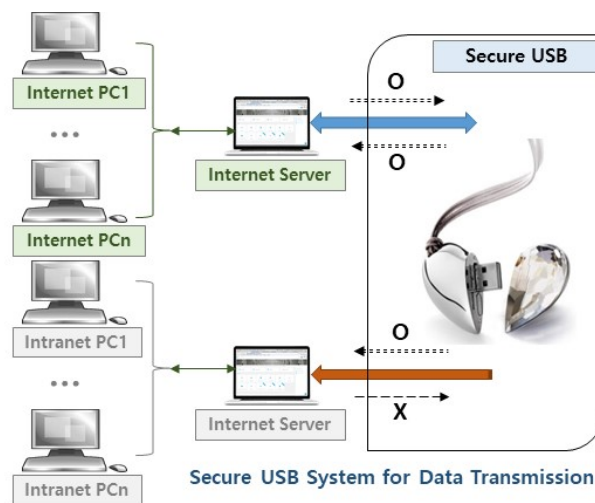 Secure USB
O
Internet PC1
...
O
Internet Server
Internet PCn
Intranet PC1
O
...
X
Internet Server
Intranet PCn
Secure USB System for Data Transmission